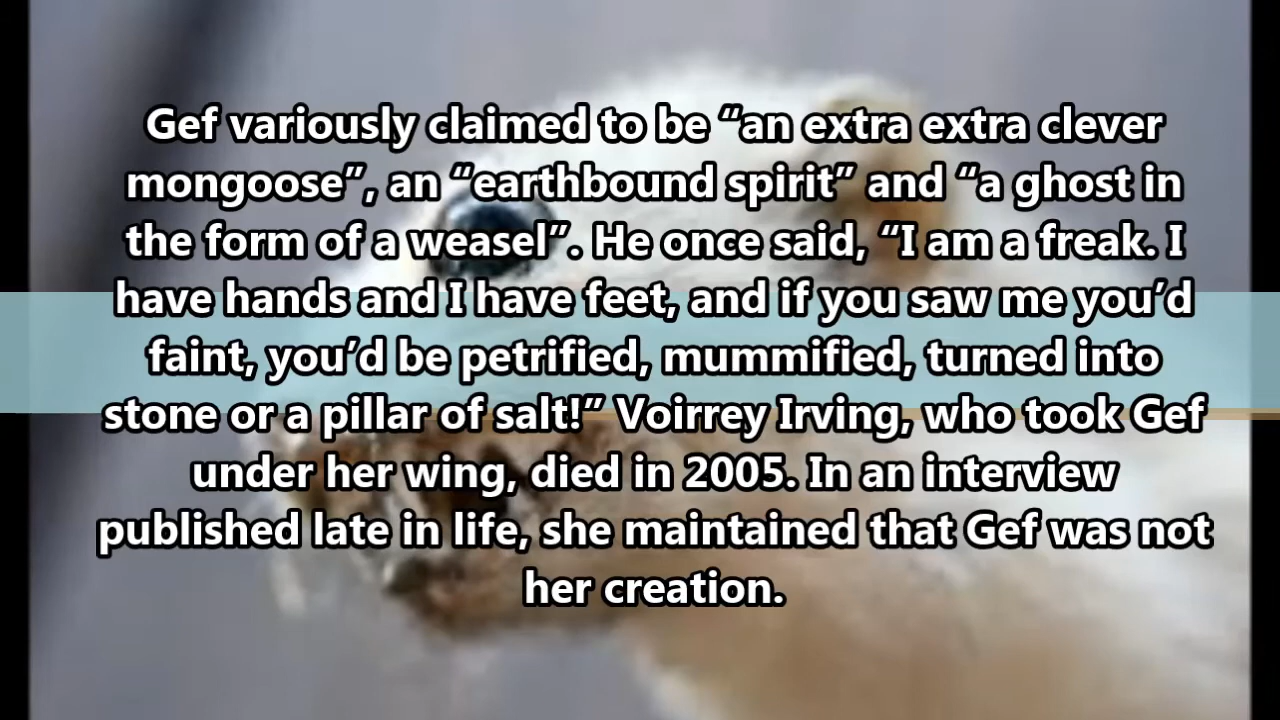 Gef variously claimed to be “an extra extra clever
mongoose”, an “earthbound spirit” and “a ghost in
the form of a weasel”. He once said, “I am a freak. I
have hands and I have feet, and if you saw me you’d
faint, you’d be petrified, mummified, turned into
stone or a pillar of salt!” Voirrey Irving, who took Gef
under her wing, died in 2005. In an interview
published late in life, she maintained that Gef was not
her creation.